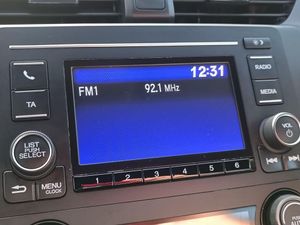 12:31
FM1 92.1 MHz
RADIO
MEDIA
TA
LIST
PUSH
SELECT
VOL
MENU
CLOCK
1 2 3 4 5 6